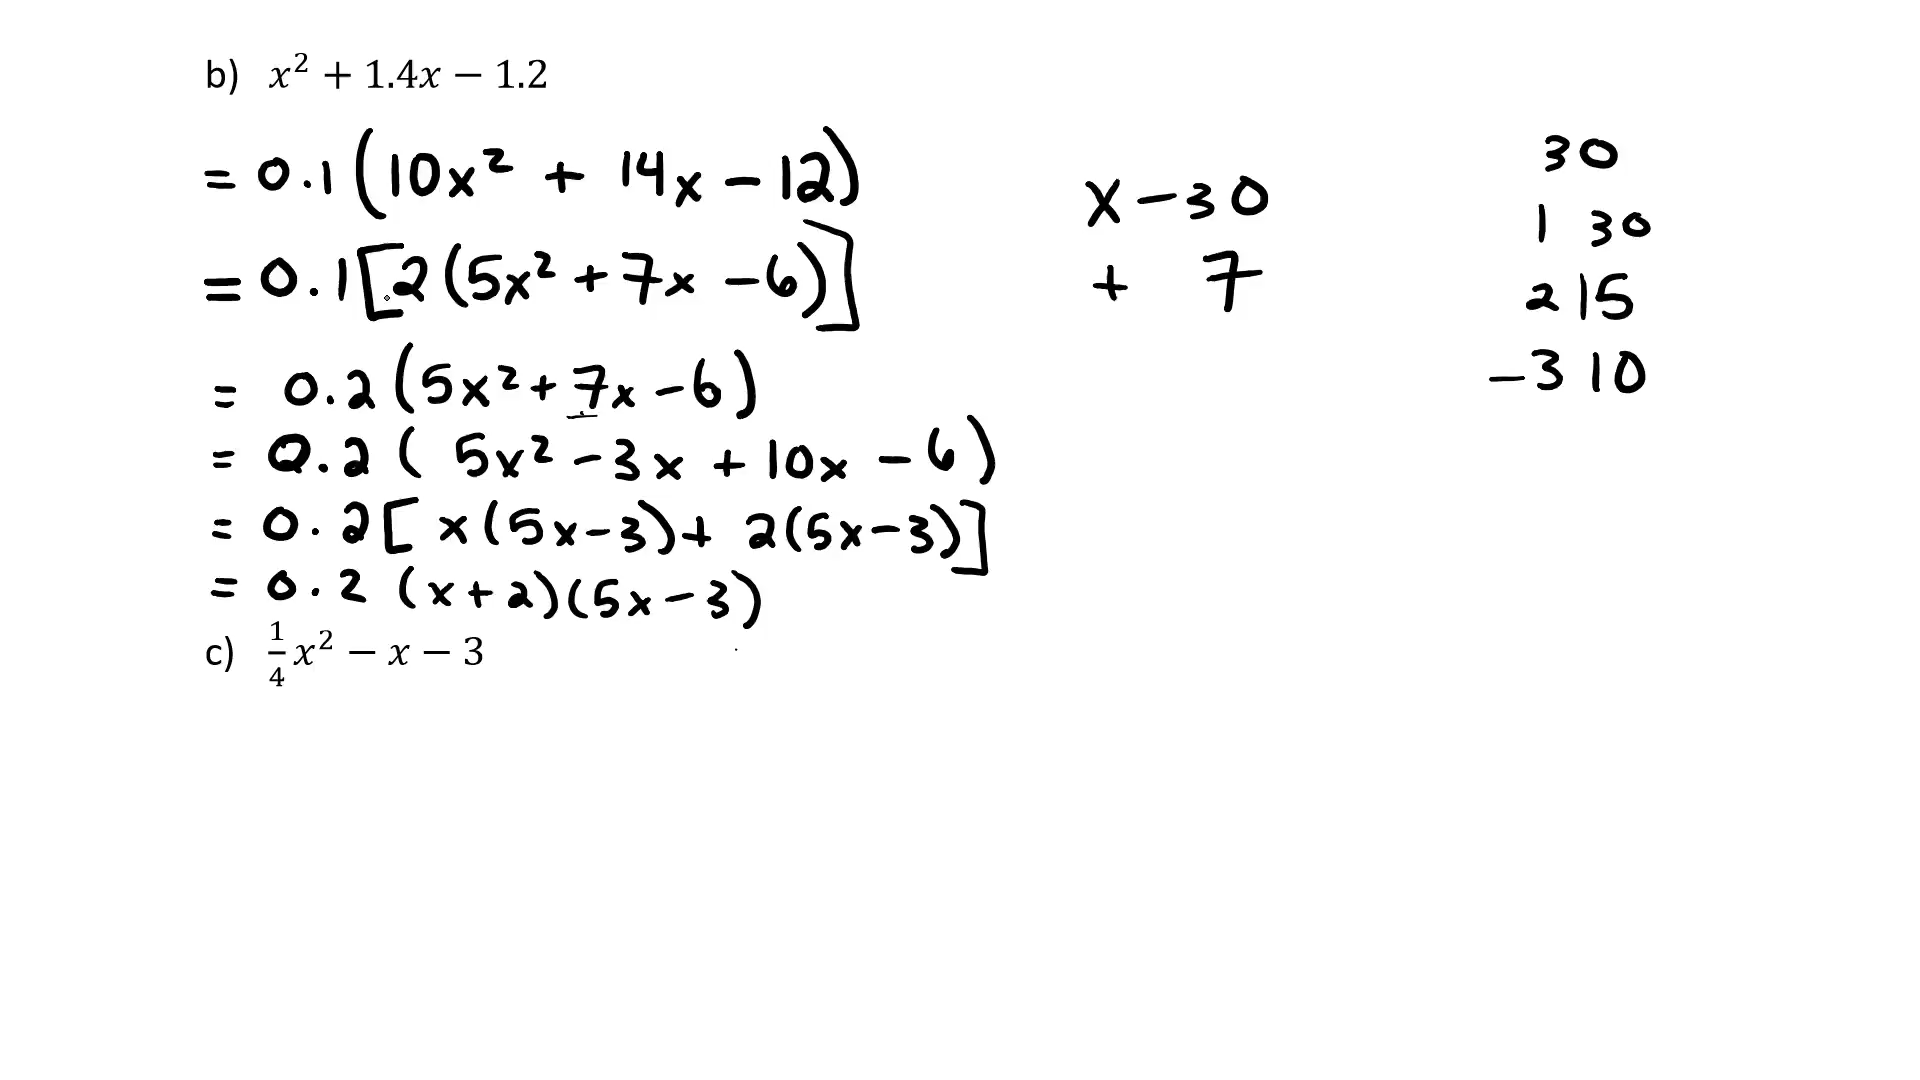 b) x² + 1.4x − 1.2
= 0.1(10x² + 14x − 12)
= 0.1[2(5x² + 7x − 6)]
= 0.2(5x² + 7x − 6)
= 0.2( 5x² − 3x + 10x − 6)
= 0.2[ x(5x − 3) + 2(5x − 3)]
= 0.2 (x + 2)(5x − 3)
c) ¼x² − x − 3
x −30
+ 7
30
1 30
2 15
−3 10